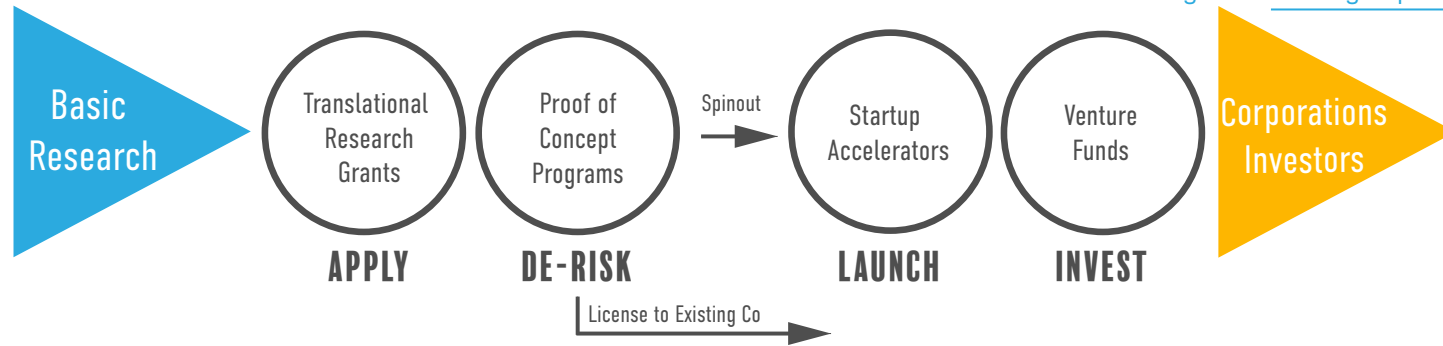 Basic
Research
Translational
Research
Grants
APPLY
Proof of
Concept
Programs
DE-RISK
Spinout
License to Existing Co
Startup
Accelerators
LAUNCH
Venture
Funds
INVEST
Corporations
Investors